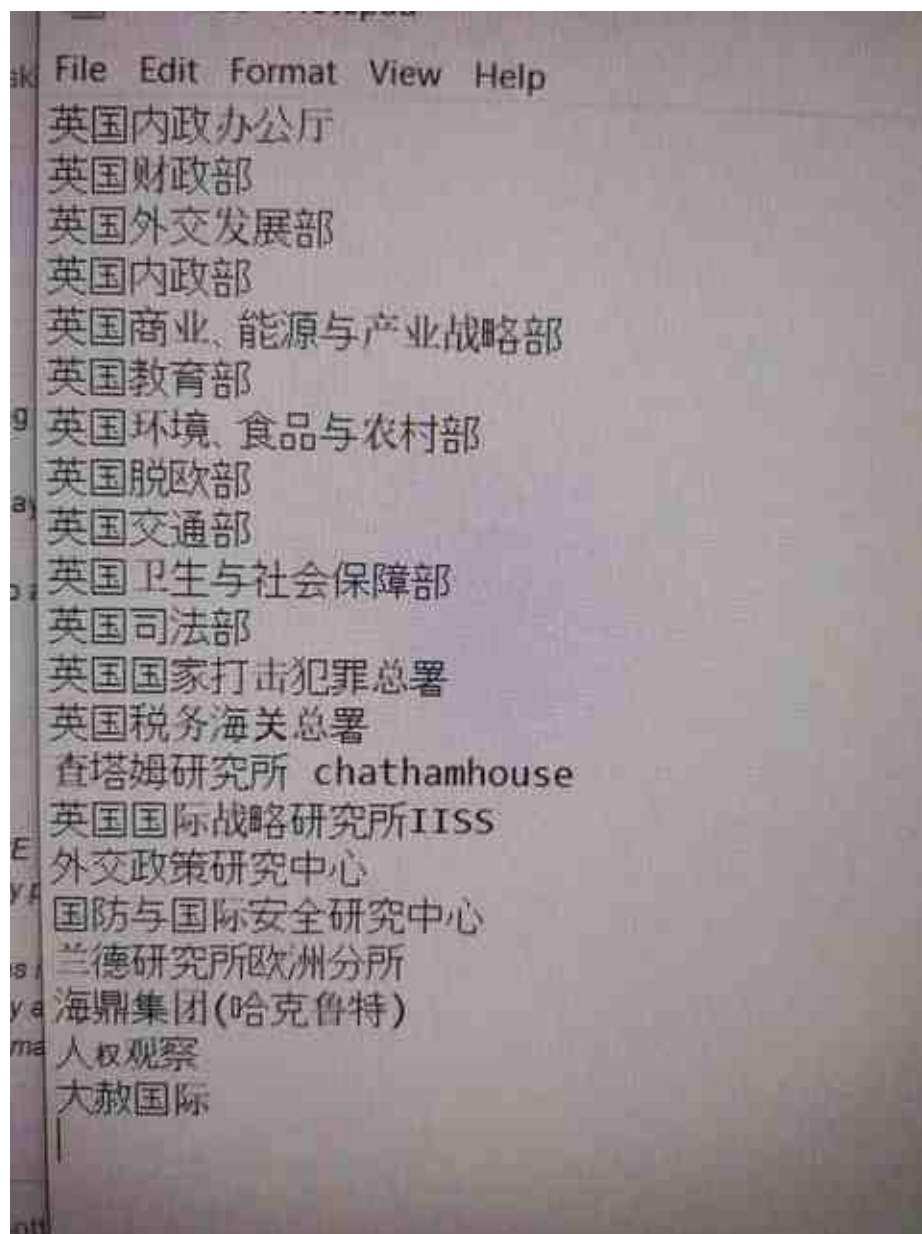 File Edit Format View Help
英国内政办公厅
英国财政部
英国外交发展部
英国内政部
英国商业、能源与产业战略部
英国教育部
英国环境、食品与农村部
英国脱欧部
英国交通部
英国卫生与社会保障部
英国司法部
英国国家打击犯罪总署
英国税务海关总署
查塔姆研究所 chathamhouse
英国国际战略研究所IISS
外交政策研究中心
国防与国际安全研究中心
兰德研究所欧洲分所
海鼎集团(哈克鲁特)
人权观察
大赦国际